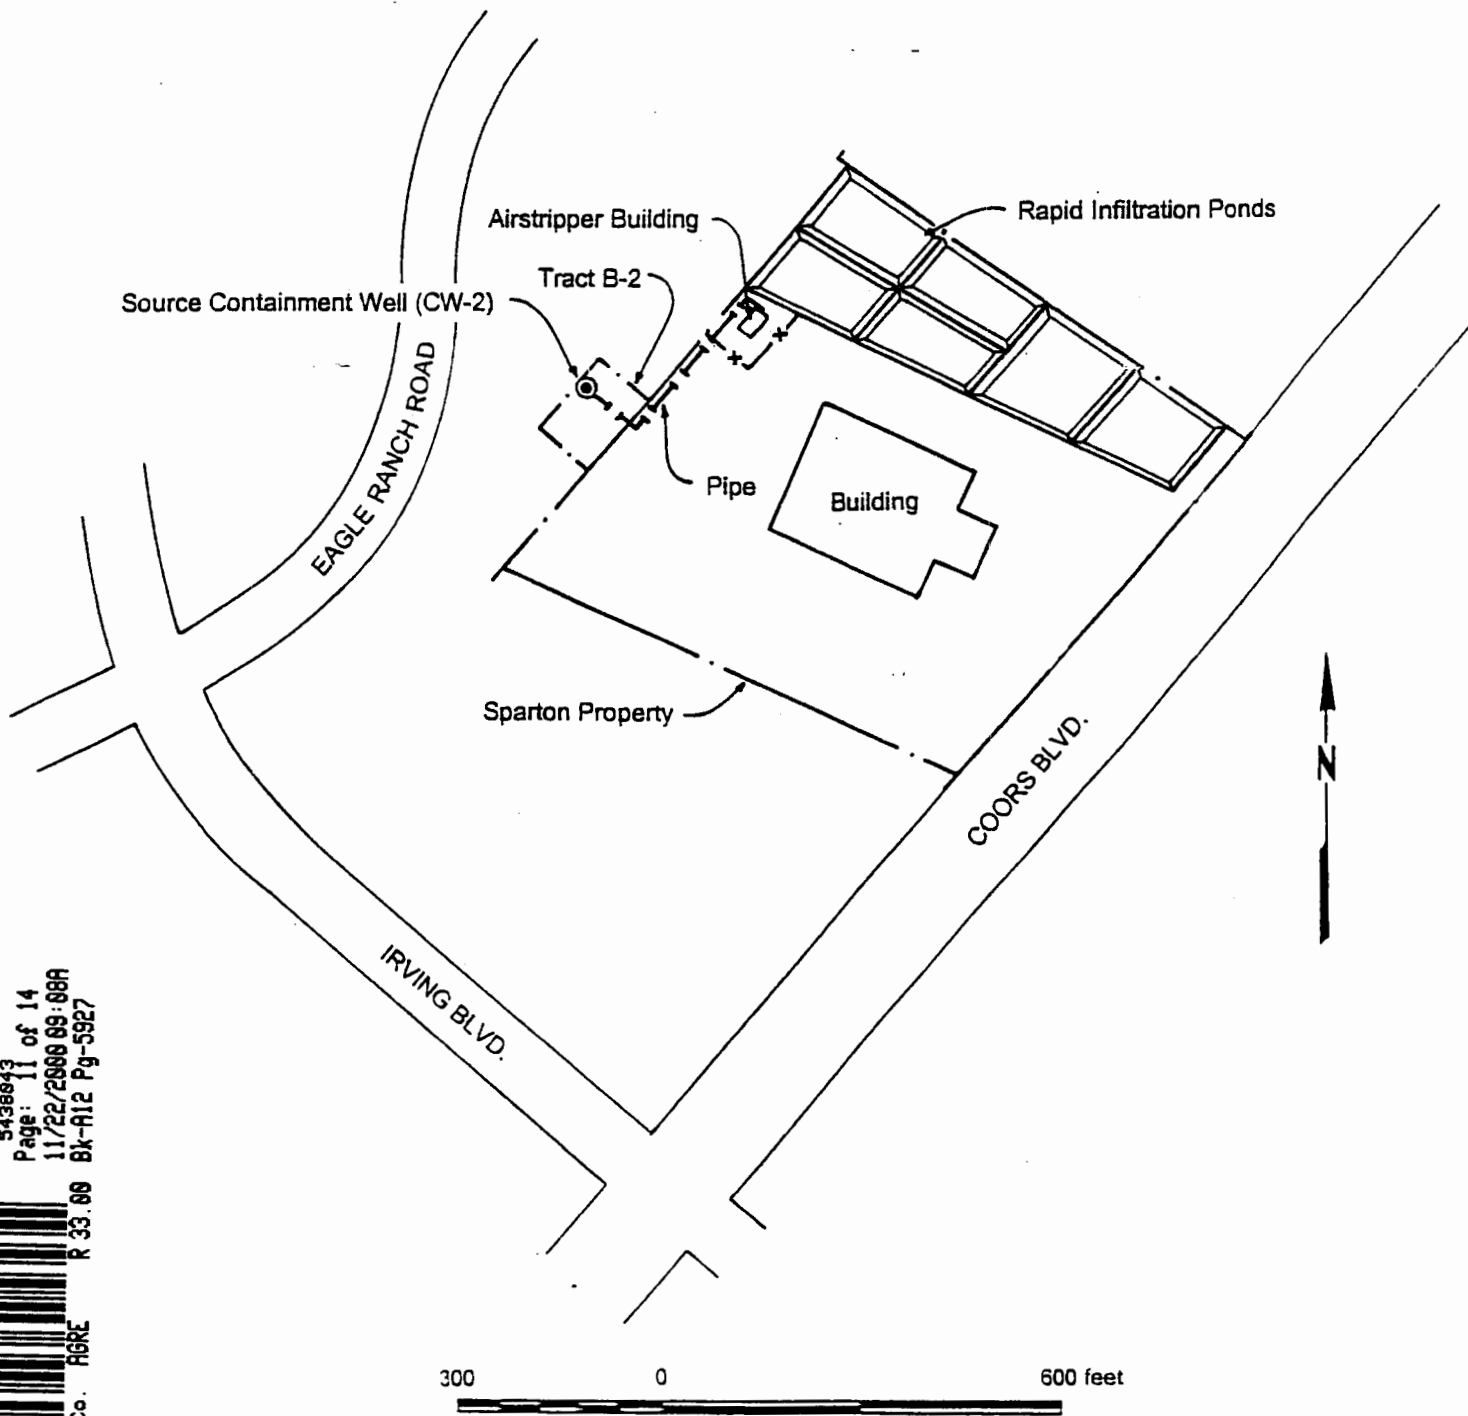 Rapid Infiltration Ponds
Airstripper Building
Tract B-2
Source Containment Well (CW-2)
EAGLE RANCH ROAD
Pipe
Building
Sparton Property
COORS BLVD.
N
IRVING BLVD.
5438043
Page: 11 of 14
11/22/2000 09:08A
R 33.00 Bk-A12 Pg-5927
Co. AGRE
300 0 600 feet